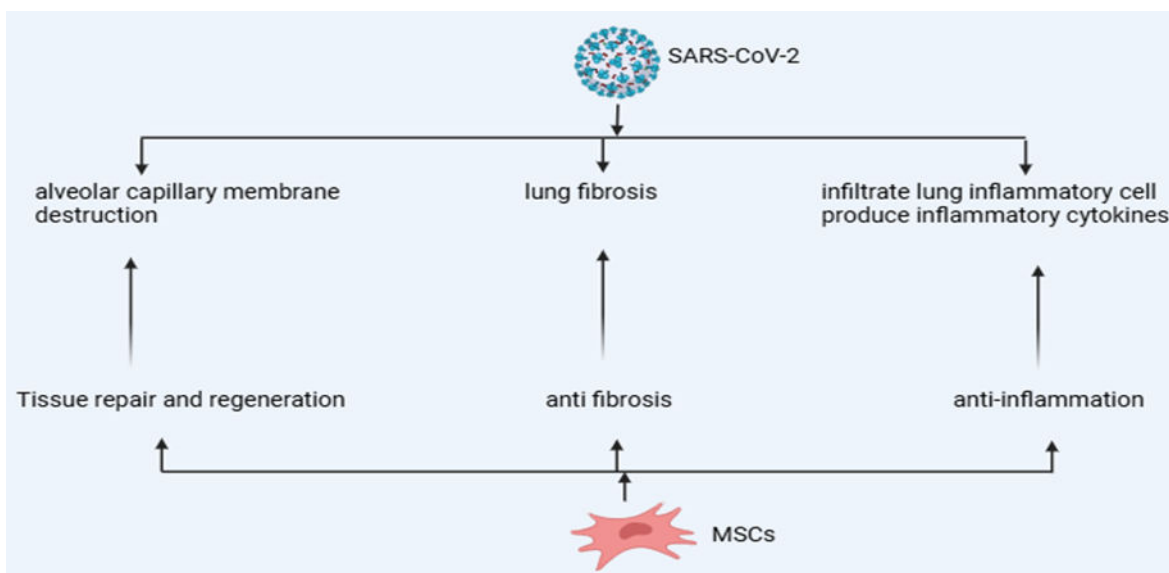 SARS-CoV-2
alveolar capillary membrane
destruction
lung fibrosis
infiltrate lung inflammatory cell
produce inflammatory cytokines
Tissue repair and regeneration
anti fibrosis
anti-inflammation
MSCs